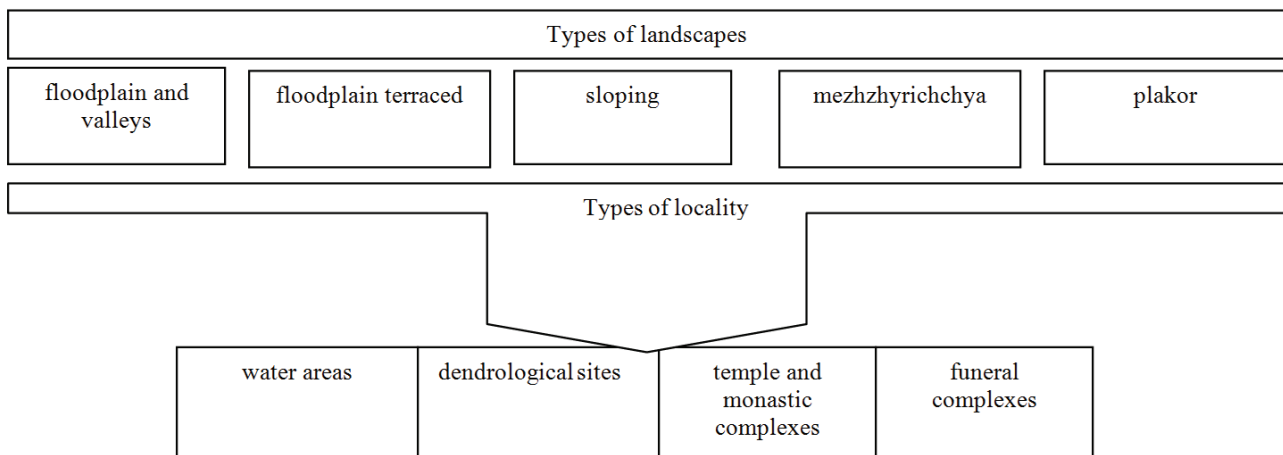 Types of landscapes
floodplain and
valleys
floodplain terraced
sloping
mezhzhyrichchya
plakor
Types of locality
water areas
dendrological sites
temple and
monastic
complexes
funeral
complexes